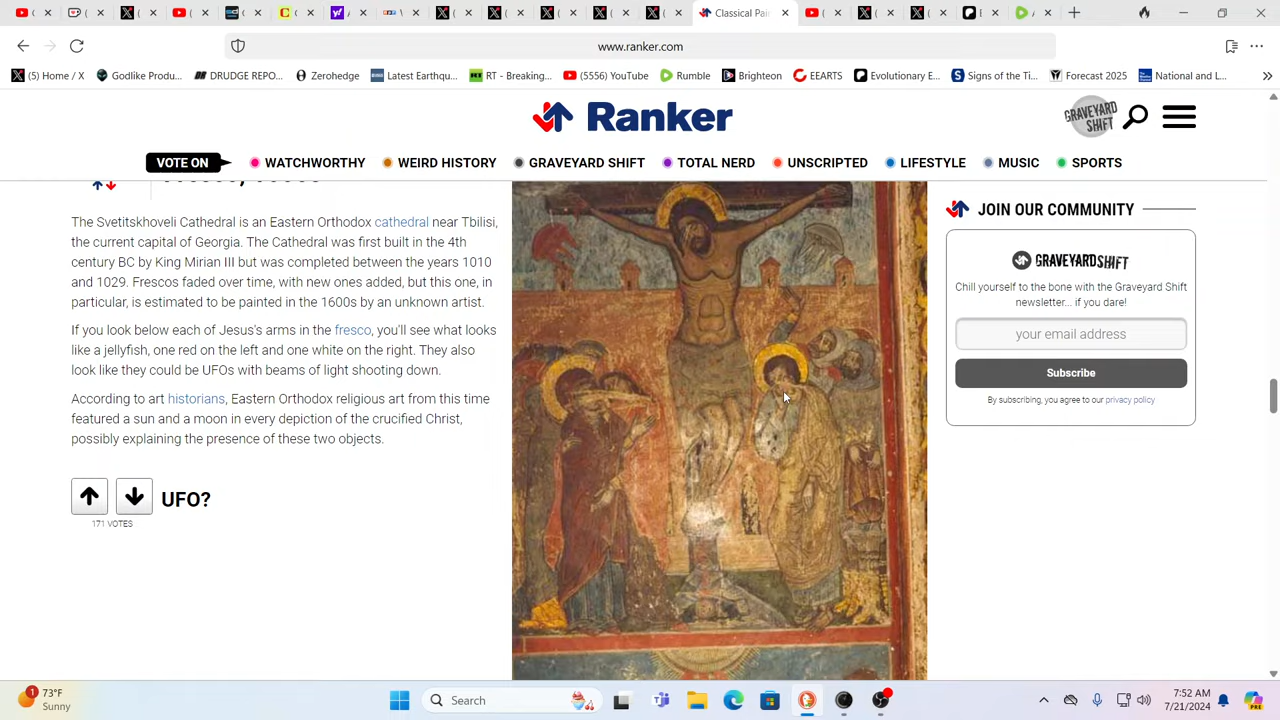 Classical Pai
www.ranker.com
(5) Home / X
Godlike Produ...
DRUDGE REPO...
Zerohedge
Latest Earthqu...
RT - Breaking...
(5556) YouTube
Rumble
Brighteon
EEARTS
Evolutionary E...
Signs of the Ti...
Forecast 2025
National and L...
Ranker
GRAVEYARD SHIFT
VOTE ON
WATCHWORTHY
WEIRD HISTORY
GRAVEYARD SHIFT
TOTAL NERD
UNSCRIPTED
LIFESTYLE
MUSIC
SPORTS
The Svetitskhoveli Cathedral is an Eastern Orthodox cathedral near Tbilisi,
the current capital of Georgia. The Cathedral was first built in the 4th
century BC by King Mirian III but was completed between the years 1010
and 1029. Frescos faded over time, with new ones added, but this one, in
particular, is estimated to be painted in the 1600s by an unknown artist.
If you look below each of Jesus's arms in the fresco, you'll see what looks
like a jellyfish, one red on the left and one white on the right. They also
look like they could be UFOs with beams of light shooting down.
According to art historians, Eastern Orthodox religious art from this time
featured a sun and a moon in every depiction of the crucified Christ,
possibly explaining the presence of these two objects.
UFO?
171 VOTES
JOIN OUR COMMUNITY
GRAVEYARD SHIFT
Chill yourself to the bone with the Graveyard Shift
newsletter... if you dare!
your email address
Subscribe
By subscribing, you agree to our privacy policy
1
73°F
Sunny
Search
7:52 AM
7/21/2024